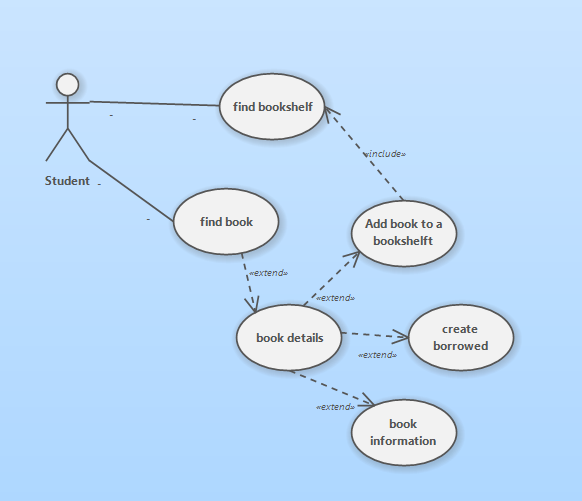 find bookshelf
«include»
Student
find book
Add book to a
bookshelft
«extend»
«extend»
book details
create
borrowed
«extend»
«extend»
book
information